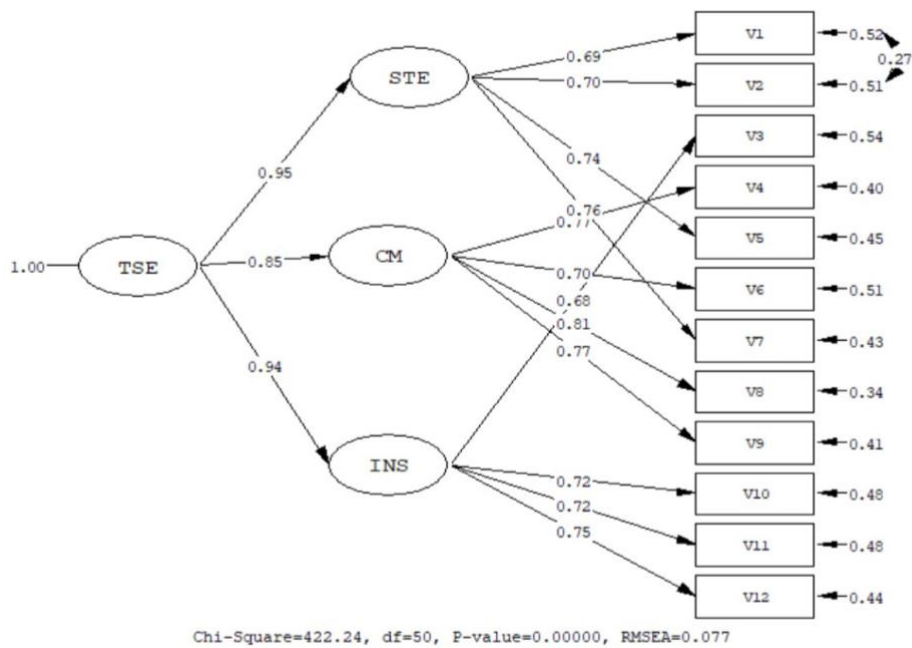 V1
0.52
0.27
0.69
STE
0.70
V2
0.51
V3
0.54
0.74
V4
0.40
0.95
0.76
0.77
V5
0.45
1.00
TSE
0.85
CM
0.70
V6
0.51
0.68
0.81
V7
0.43
0.77
0.94
V8
0.34
V9
0.41
INS
0.72
V10
0.48
0.72
0.75
V11
0.48
V12
0.44
Chi-Square=422.24, df=50, P-value=0.00000, RMSEA=0.077